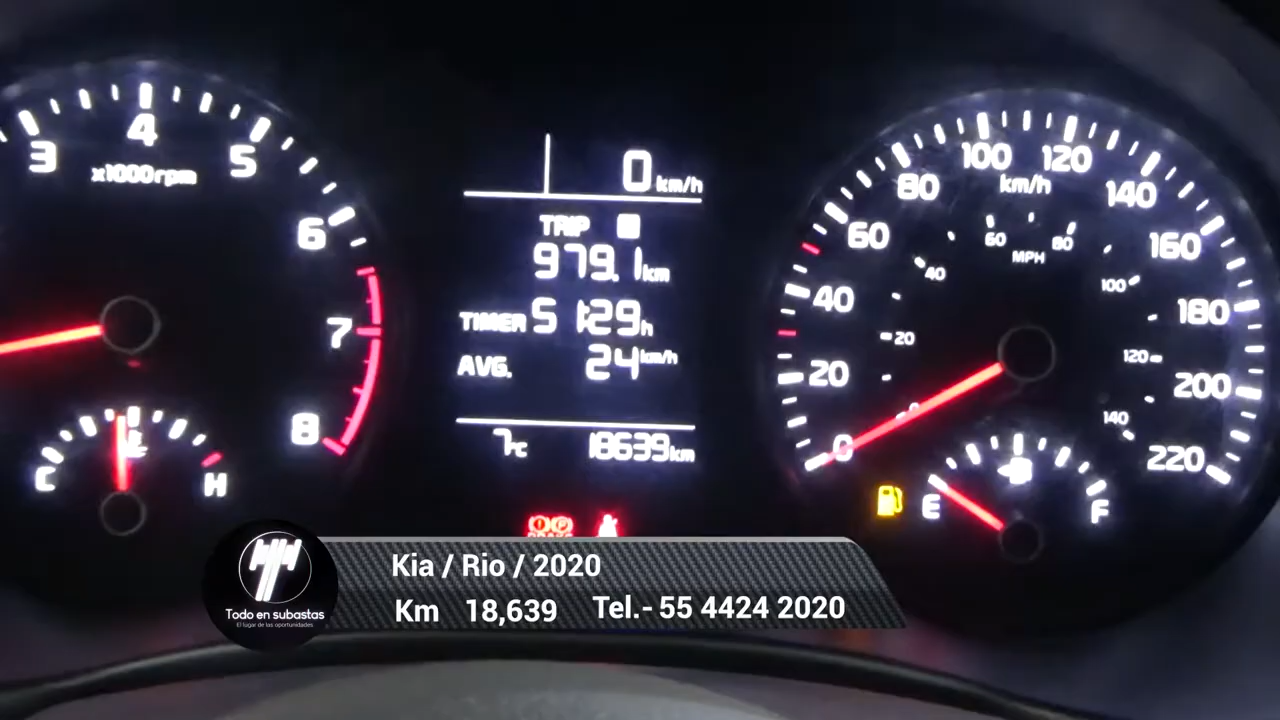 3
4
5
6
7
8
x1000rpm
C
H
0 km/h
TRIP
979.1 km
TIMER 51:29 h
AVG. 24 km/h
7°C 18639 km
0
20
40
60
80
100
120
140
160
180
200
220
km/h
20
40
60
80
100
120
140
MPH
E
F
Kia / Rio / 2020
Km 18,639 Tel.- 55 4424 2020
Todo en subastas
El lugar de las oportunidades